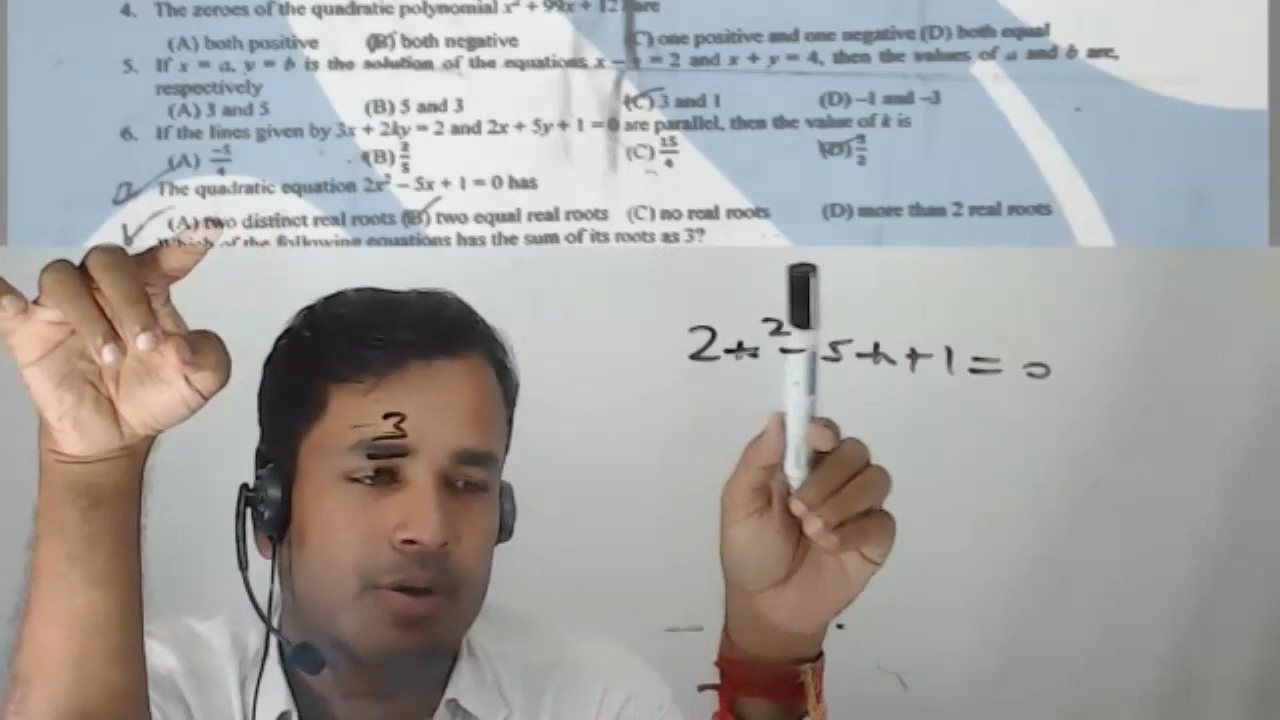 4. The zeroes of the quadratic polynomial x² + 99x + 127 are
(A) both positive (B) both negative (C) one positive and one negative (D) both equal
5. If x = a, y = b is the solution of the equations x − y = 2 and x + y = 4, then the values of a and b are,
respectively
(A) 3 and 5 (B) 5 and 3 (C) 3 and 1 (D) −1 and −3
6. If the lines given by 3x + 2ky = 2 and 2x + 5y + 1 = 0 are parallel, then the value of k is
(A) −5/4 (B) 2/5 (C) 15/4 (D) 3/2
The quadratic equation 2x² − 5x + 1 = 0 has
(A) two distinct real roots (B) two equal real roots (C) no real roots (D) more than 2 real roots
Which of the following equations has the sum of its roots as 3?
2x² - 5x + 1 = 0
3